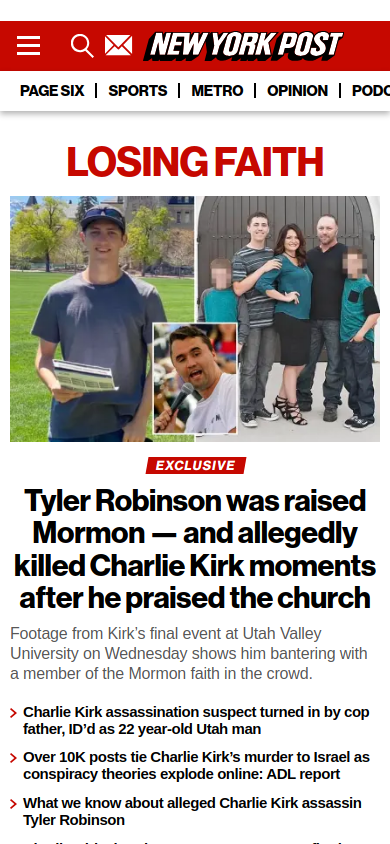 NEW YORK POST
PAGE SIX | SPORTS | METRO | OPINION | PODC
LOSING FAITH
EXCLUSIVE
Tyler Robinson was raised
Mormon — and allegedly
killed Charlie Kirk moments
after he praised the church
Footage from Kirk’s final event at Utah Valley
University on Wednesday shows him bantering with
a member of the Mormon faith in the crowd.
Charlie Kirk assassination suspect turned in by cop
father, ID’d as 22 year-old Utah man
Over 10K posts tie Charlie Kirk’s murder to Israel as
conspiracy theories explode online: ADL report
What we know about alleged Charlie Kirk assassin
Tyler Robinson